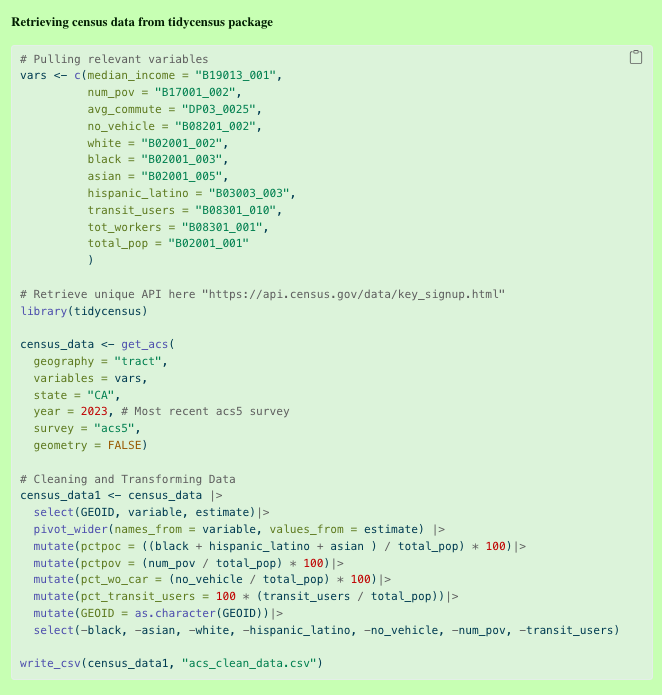 Retrieving census data from tidycensus package
# Pulling relevant variables
vars <- c(median_income = "B19013_001",
          num_pov = "B17001_002",
          avg_commute = "DP03_0025",
          no_vehicle = "B08201_002",
          white = "B02001_002",
          black = "B02001_003",
          asian = "B02001_005",
          hispanic_latino = "B03003_003",
          transit_users = "B08301_010",
          tot_workers = "B08301_001",
          total_pop = "B02001_001"
          )
# Retrieve unique API here "https://api.census.gov/data/key_signup.html"
library(tidycensus)
census_data <- get_acs(
  geography = "tract",
  variables = vars,
  state = "CA",
  year = 2023, # Most recent acs5 survey
  survey = "acs5",
  geometry = FALSE)
# Cleaning and Transforming Data
census_data1 <- census_data |>
  select(GEOID, variable, estimate)|>
  pivot_wider(names_from = variable, values_from = estimate) |>
  mutate(pctpoc = ((black + hispanic_latino + asian ) / total_pop) * 100)|>
  mutate(pctpov = (num_pov / total_pop) * 100)|>
  mutate(pct_wo_car = (no_vehicle / total_pop) * 100)|>
  mutate(pct_transit_users = 100 * (transit_users / total_pop))|>
  mutate(GEOID = as.character(GEOID))|>
  select(-black, -asian, -white, -hispanic_latino, -no_vehicle, -num_pov, -transit_users)
write_csv(census_data1, "acs_clean_data.csv")